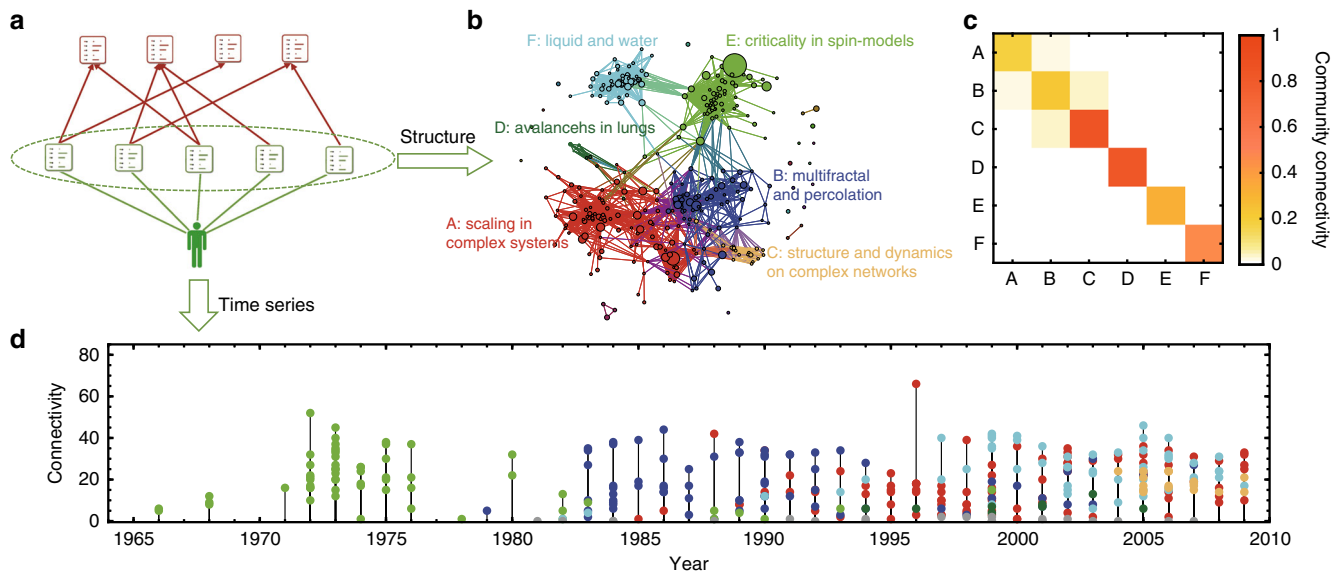 a
Structure
Time series
b
F: liquid and water
E: criticality in spin-models
D: avalancehs in lungs
B: multifractal
and percolation
A: scaling in
complex systems
C: structure and dynamics
on complex networks
c
A
B
C
D
E
F
A B C D E F
1
0.8
0.6
0.4
0.2
0
Community connectivity
d
80
60
40
20
0
Connectivity
1965 1970 1975 1980 1985 1990 1995 2000 2005 2010
Year